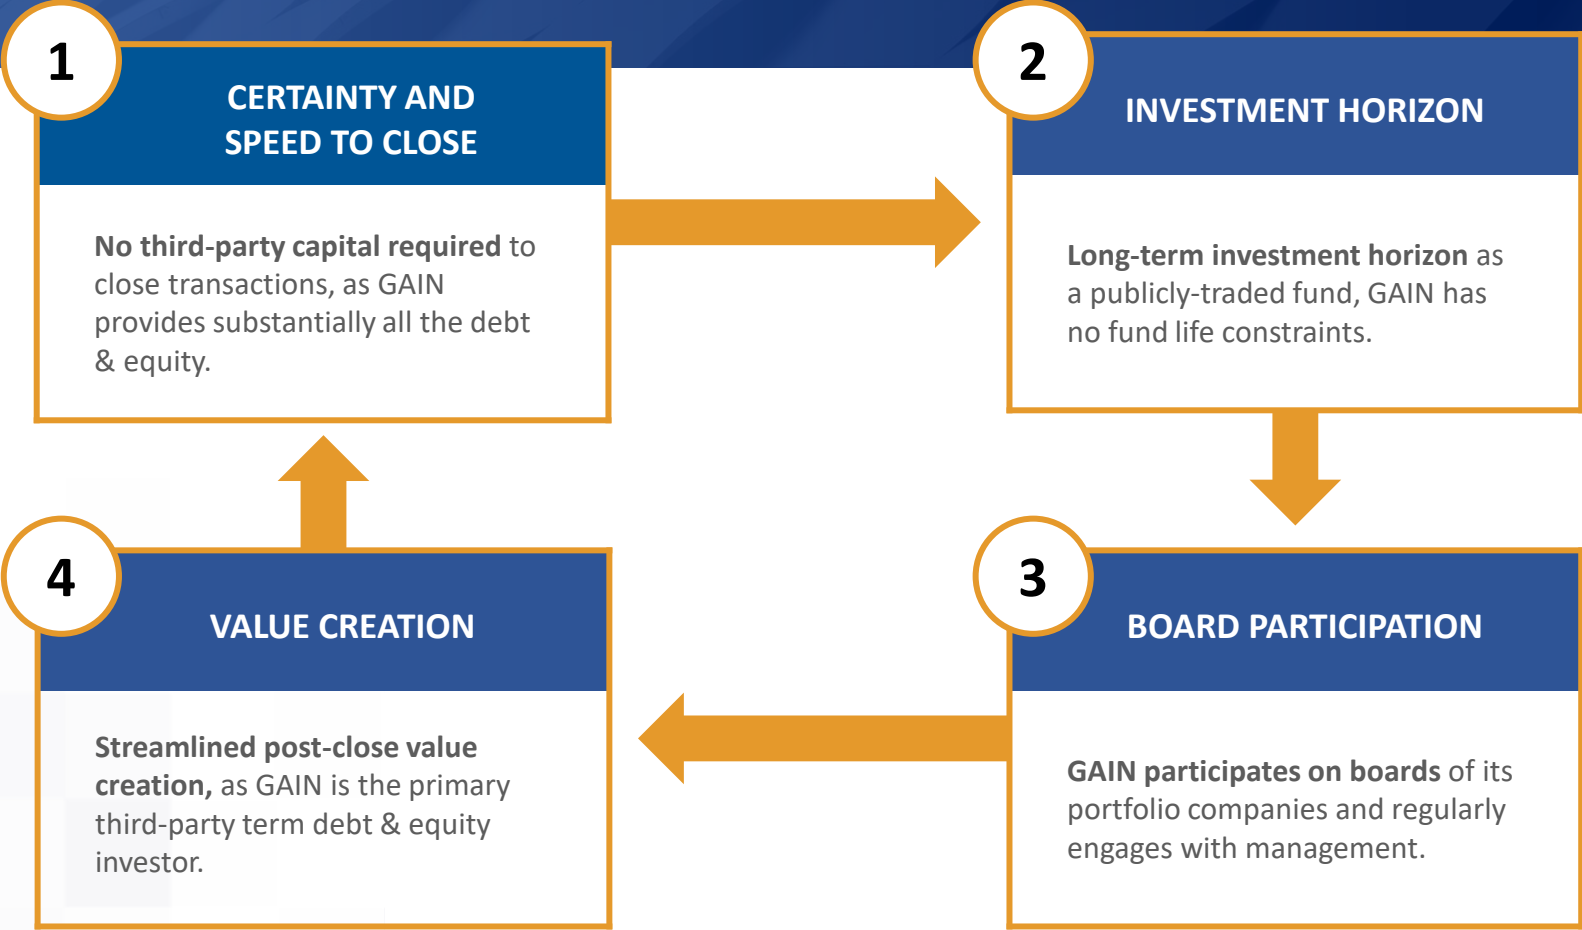 1
CERTAINTY AND
SPEED TO CLOSE
No third-party capital required to
close transactions, as GAIN
provides substantially all the debt
& equity.
2
INVESTMENT HORIZON
Long-term investment horizon as
a publicly-traded fund, GAIN has
no fund life constraints.
3
BOARD PARTICIPATION
GAIN participates on boards of its
portfolio companies and regularly
engages with management.
4
VALUE CREATION
Streamlined post-close value
creation, as GAIN is the primary
third-party term debt & equity
investor.